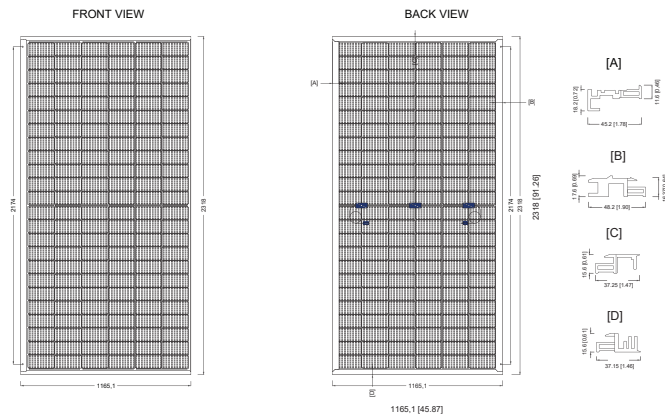 FRONT VIEW
2174
2318
1165,1
BACK VIEW
[A]
[B]
[D]
2174
2318
2318 [91.26]
1165,1
1165,1 [45.87]
[A]
18.2 [0.72]
11.6 [0.46]
45.2 [1.78]
[B]
17.6 [0.69]
48.2 [1.90]
[C]
15.6 [0.61]
37.25 [1.47]
[D]
15.6 [0.61]
37.15 [1.46]